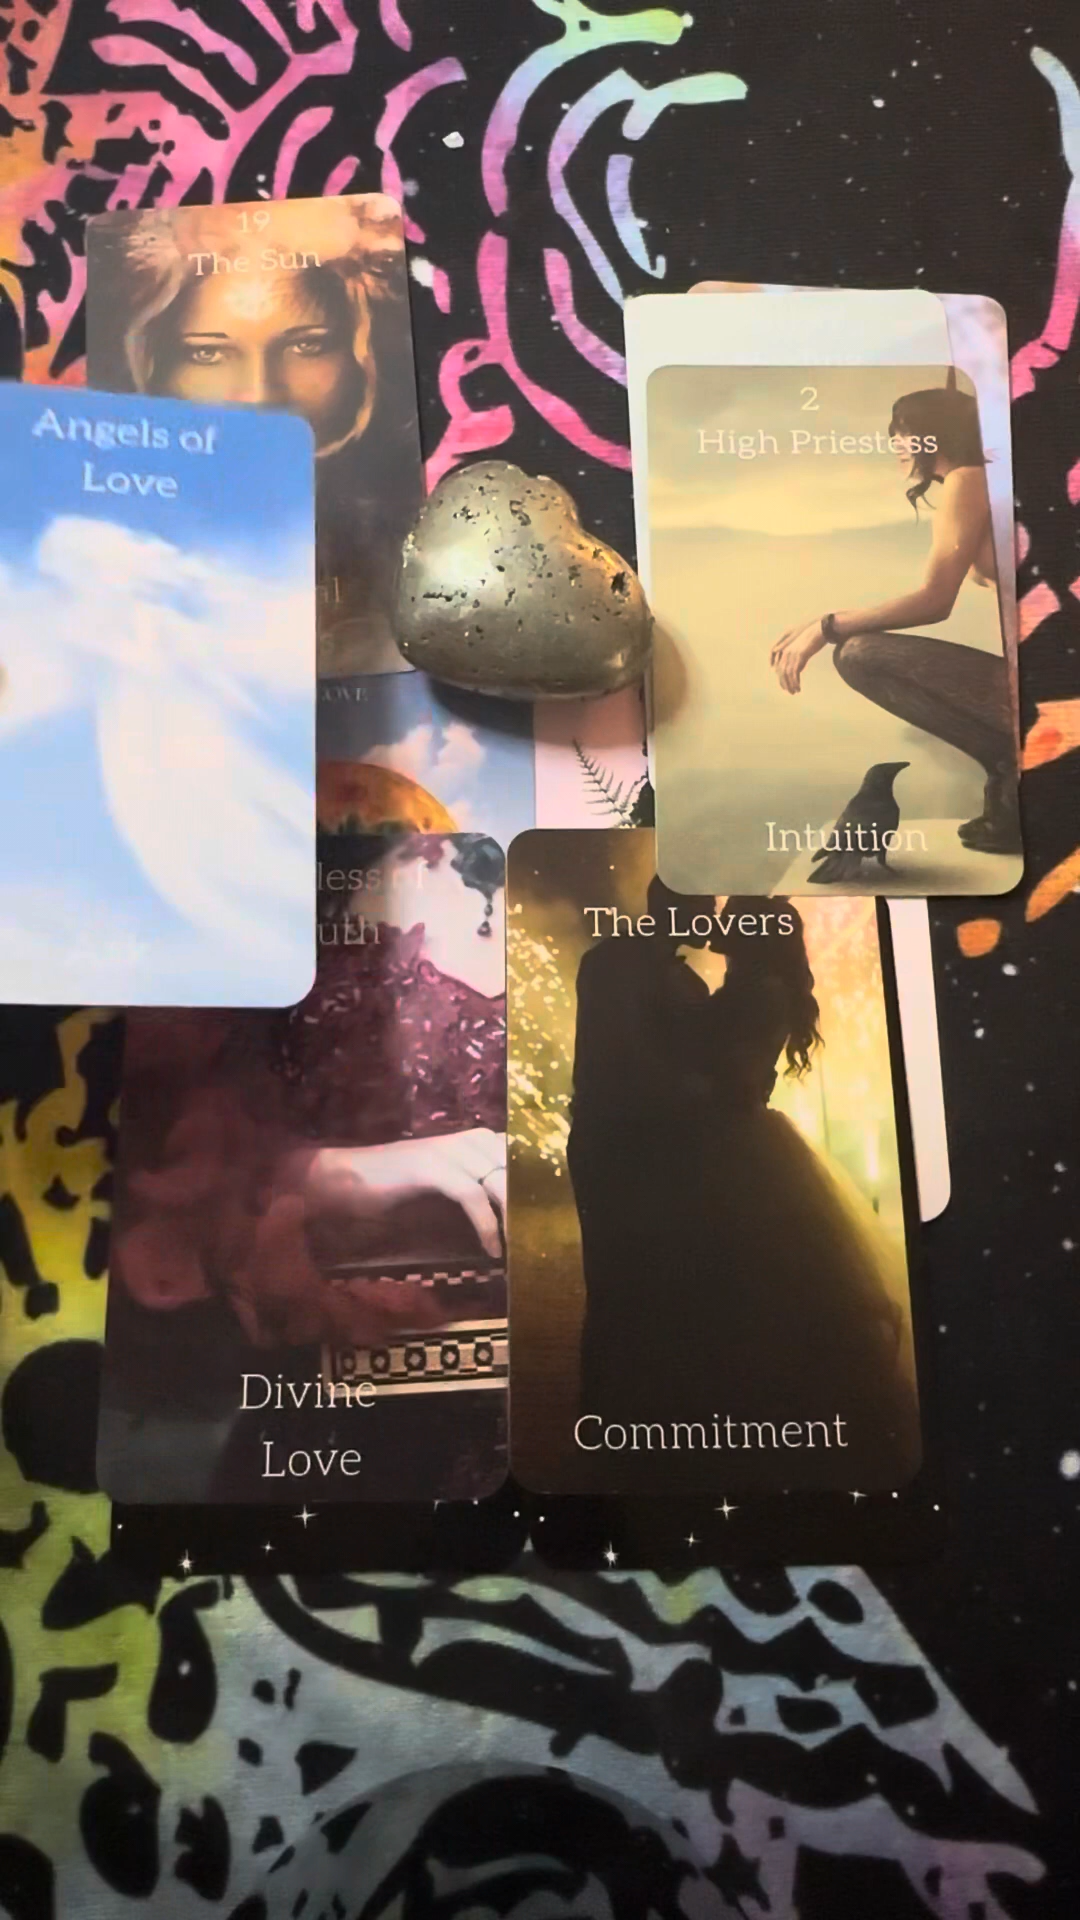 19
The Sun
Angels of
Love
2
High Priestess
Intuition
The Lovers
Divine
Love
Commitment